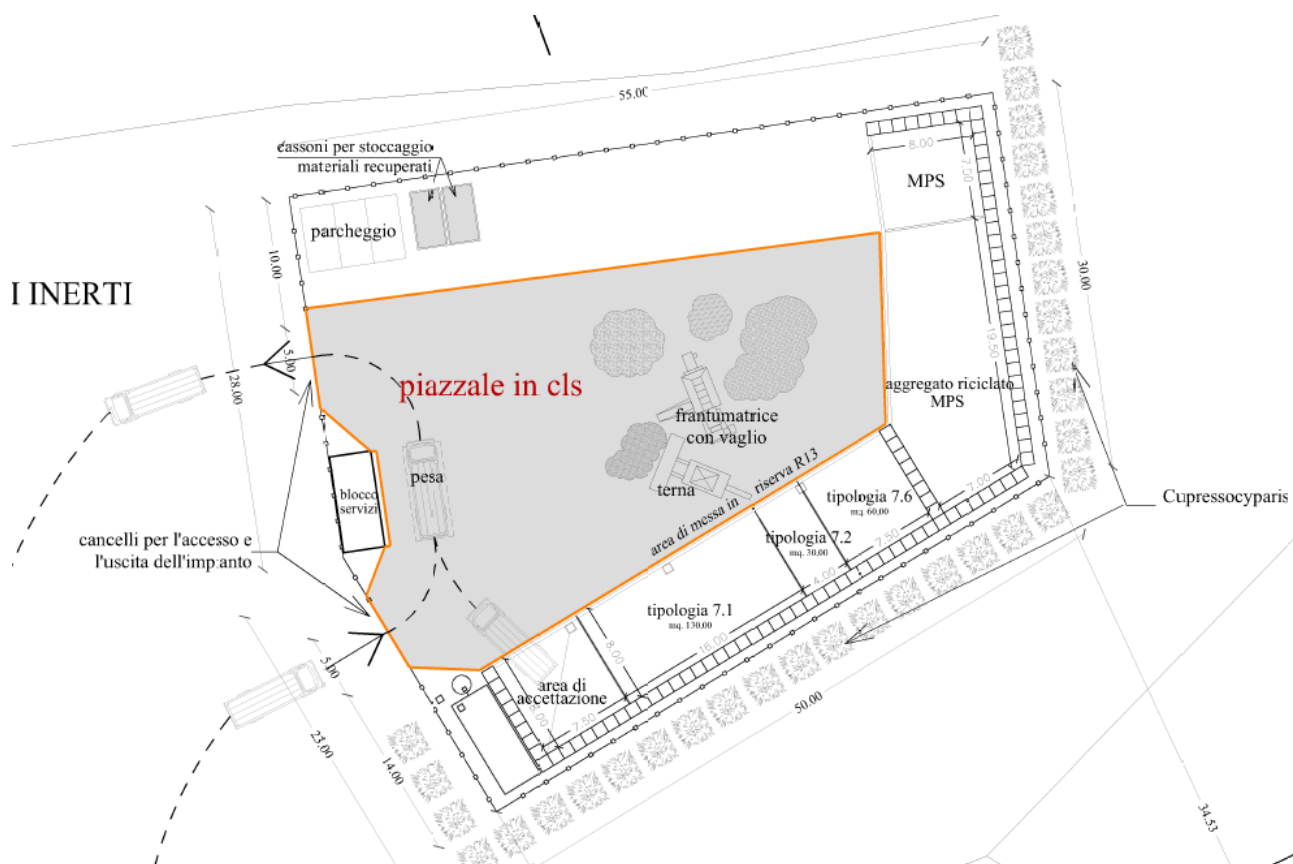 55.00
cassoni per stoccaggio
materiali recuperati
8.00
7.00
MPS
parcheggio
10.00
30.00
I INERTI
5.00
28.00
19.50
piazzale in cls
aggregato riciclato
MPS
frantumatrice
con vaglio
pesa
terna
area di messa in riserva R13
blocco
servizi
tipologia 7.6
mq. 60,00
7.00
Cupressocyparis
tipologia 7.2
mq. 30,00
7.50
cancelli per l'accesso e
l'uscita dell'impianto
4.00
tipologia 7.1
mq. 130,00
16.00
8.00
5.00
area di
accettazione
8.00
7.50
50.00
23.00
14.00
34.53